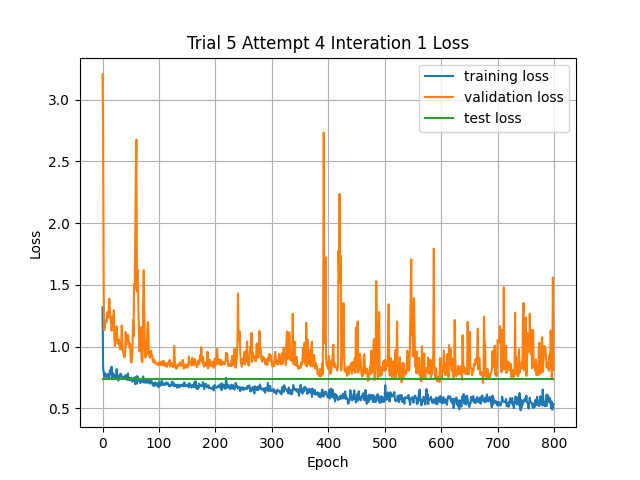 Trial 5 Attempt 4 Interation 1 Loss
training loss
validation loss
test loss
3.0
2.5
2.0
1.5
1.0
0.5
Loss
0 100 200 300 400 500 600 700 800
Epoch